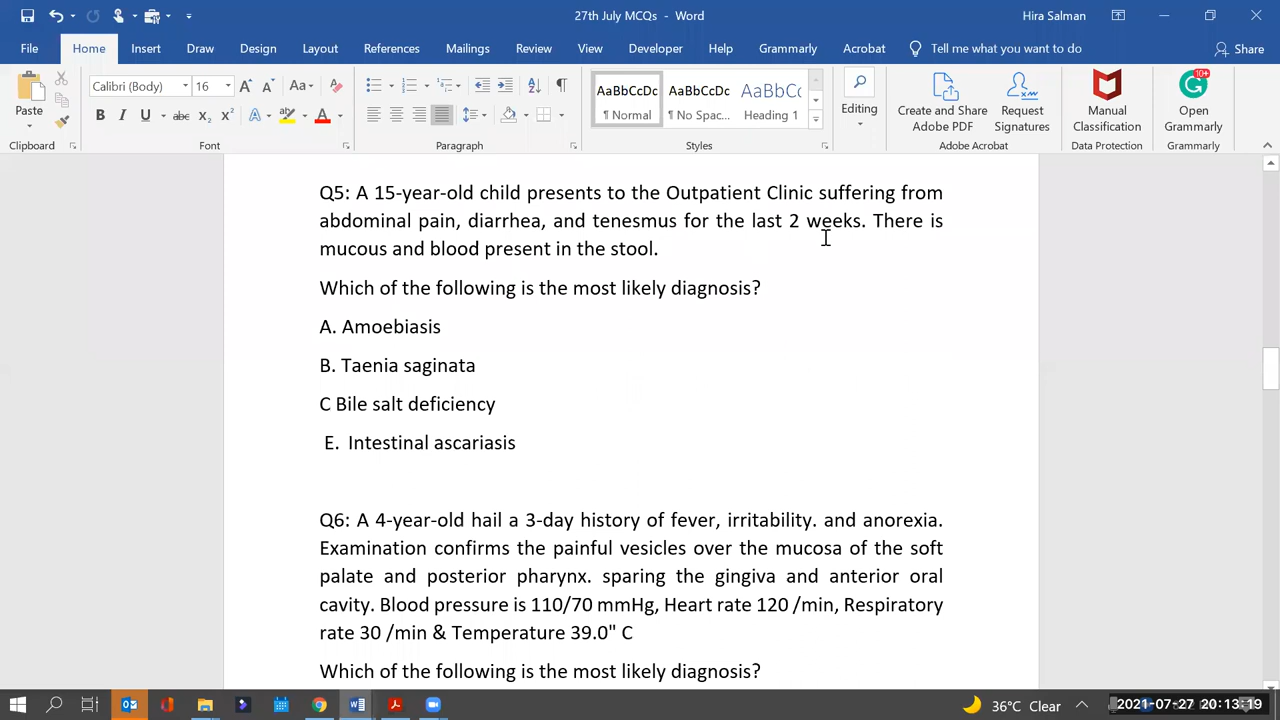 27th July MCQs - Word
Hira Salman
File Home Insert Draw Design Layout References Mailings Review View Developer Help Grammarly Acrobat Tell me what you want to do Share
Paste
Calibri (Body) 16
Aa
B I U abc X2 X2 A A
AaBbCcDc AaBbCcDc AaBbCc
¶ Normal ¶ No Spac... Heading 1
Editing
Create and Share Adobe PDF
Request Signatures
Manual Classification
Open Grammarly
Clipboard Font Paragraph Styles Adobe Acrobat Data Protection Grammarly
Q5: A 15-year-old child presents to the Outpatient Clinic suffering from
abdominal pain, diarrhea, and tenesmus for the last 2 weeks. There is
mucous and blood present in the stool.
Which of the following is the most likely diagnosis?
A. Amoebiasis
B. Taenia saginata
C Bile salt deficiency
E. Intestinal ascariasis
Q6: A 4-year-old hail a 3-day history of fever, irritability. and anorexia.
Examination confirms the painful vesicles over the mucosa of the soft
palate and posterior pharynx. sparing the gingiva and anterior oral
cavity. Blood pressure is 110/70 mmHg, Heart rate 120 /min, Respiratory
rate 30 /min & Temperature 39.0" C
Which of the following is the most likely diagnosis?
36°C Clear
2021-07-27 20:13:19